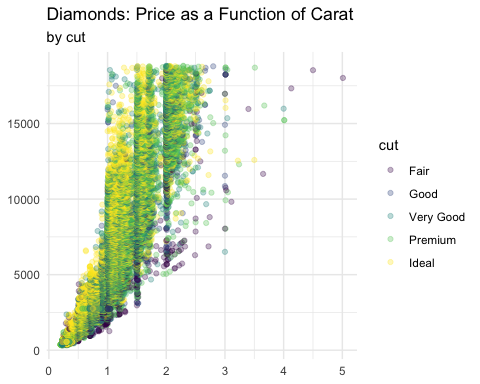 Diamonds: Price as a Function of Carat
by cut
15000
10000
5000
0
0 1 2 3 4 5
cut
Fair
Good
Very Good
Premium
Ideal